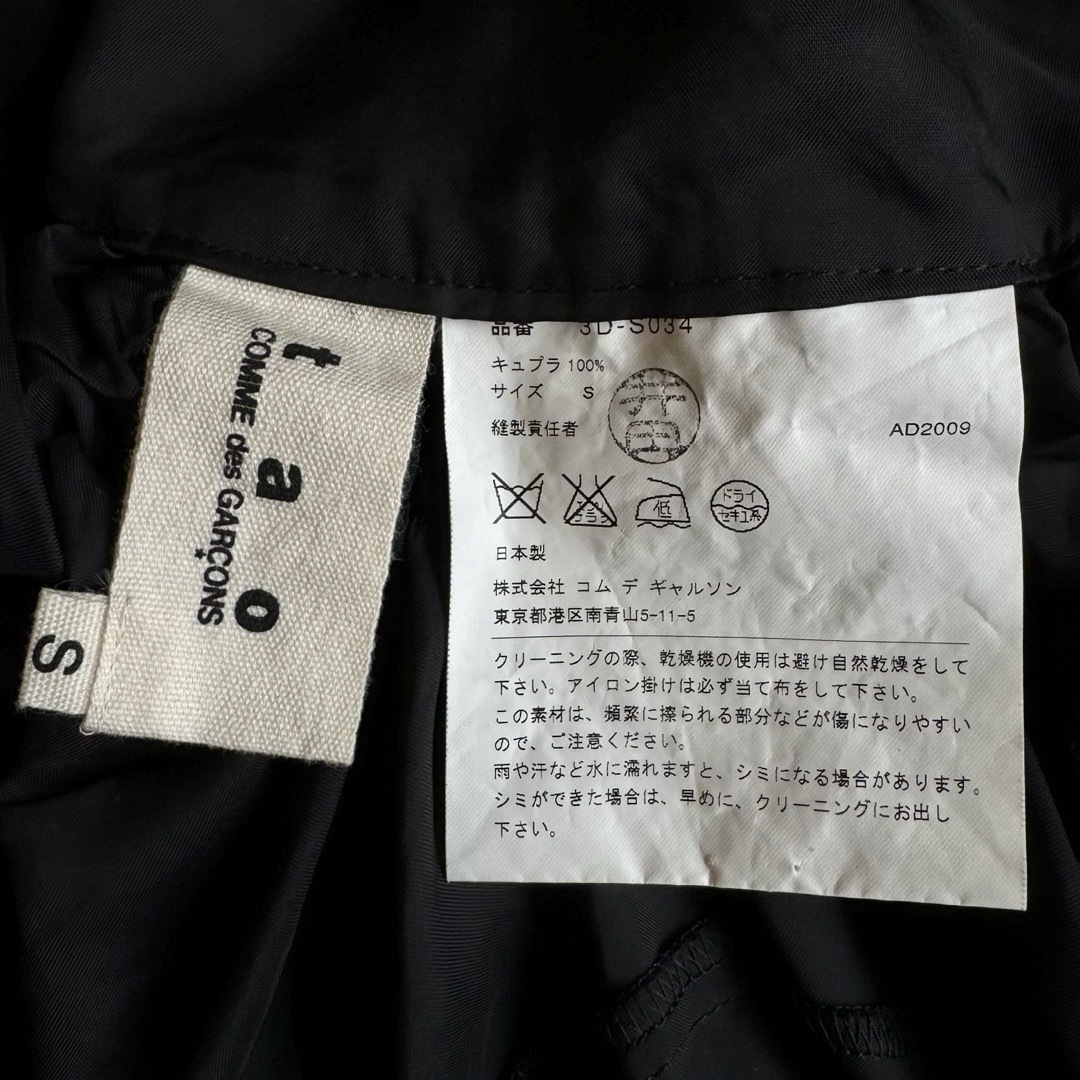 tao
COMME des GARÇONS
S
品番 3D-S034
キュプラ 100%
サイズ S
縫製責任者
AD2009
エンソ サラシ
低
ドライ
セキユ系
日本製
株式会社 コム デ ギャルソン
東京都港区南青山5-11-5
クリーニングの際、乾燥機の使用は避け自然乾燥をして
下さい。アイロン掛けは必ず当て布をして下さい。
この素材は、頻繁に擦られる部分などが傷になりやすい
ので、ご注意ください。
雨や汗など水に濡れますと、シミになる場合があります。
シミができた場合は、早めに、クリーニングにお出し
下さい。